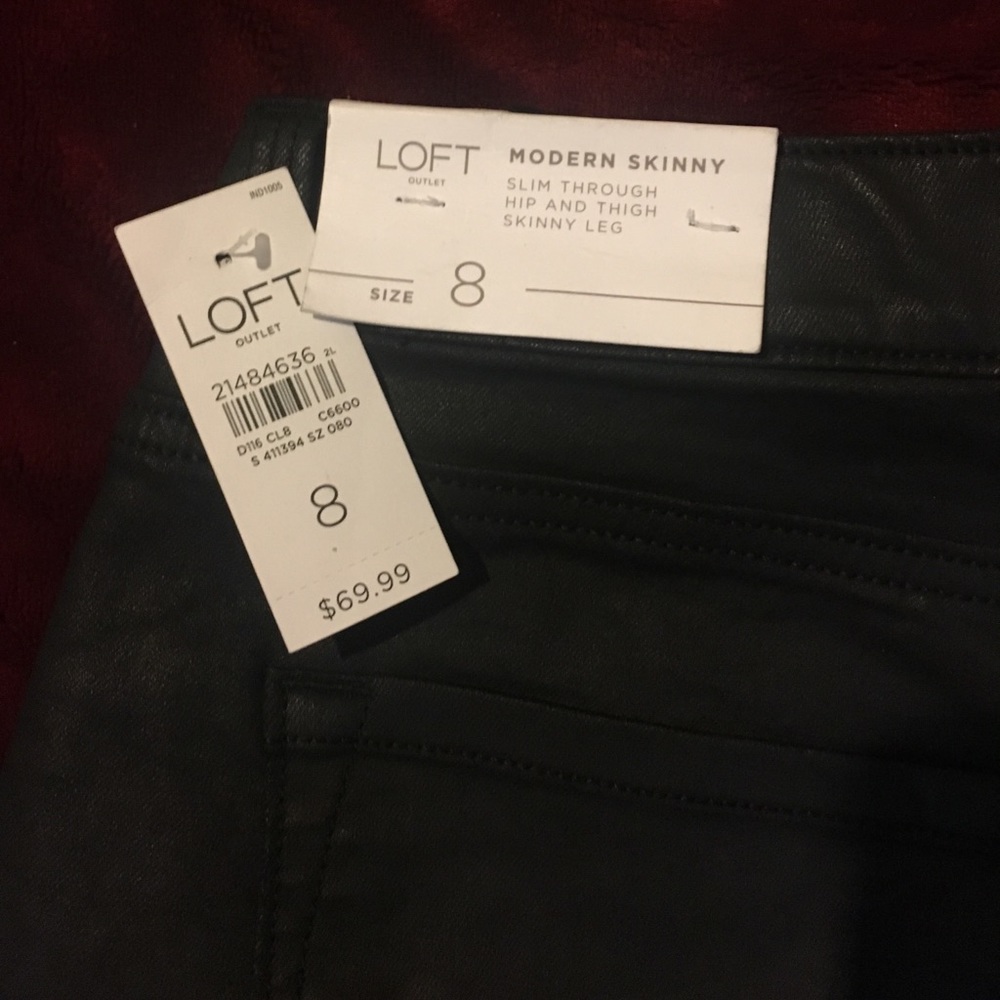 LOFT
OUTLET
MODERN SKINNY
SLIM THROUGH
HIP AND THIGH
SKINNY LEG
SIZE 8
IND1005
LOFT
OUTLET
21484636 2L
D116 CL8 C6600
S 411394 SZ 080
8
$69.99